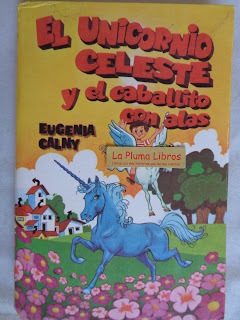 EL UNICORNIO
CELESTE
y el caballito
con alas
EUGENIA
CALNY
La Pluma Libros